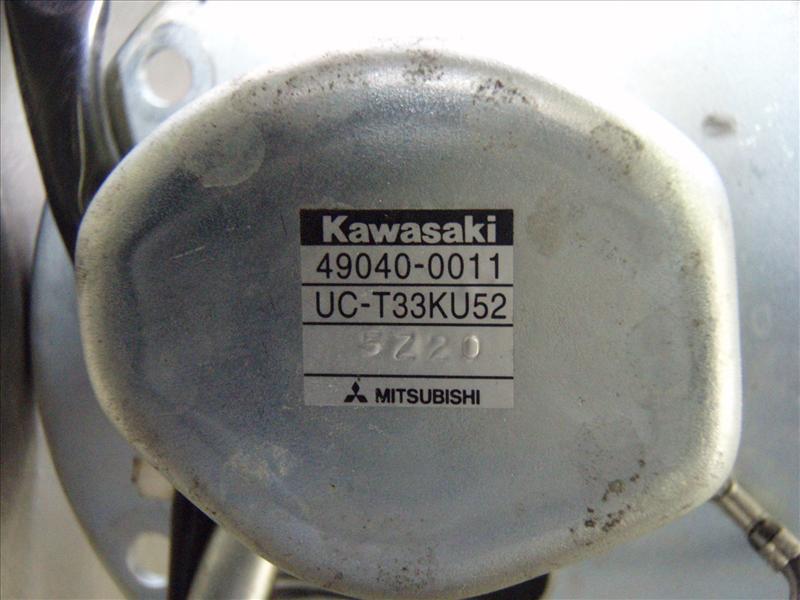 Kawasaki
49040-0011
UC-T33KU52
5Z20
MITSUBISHI